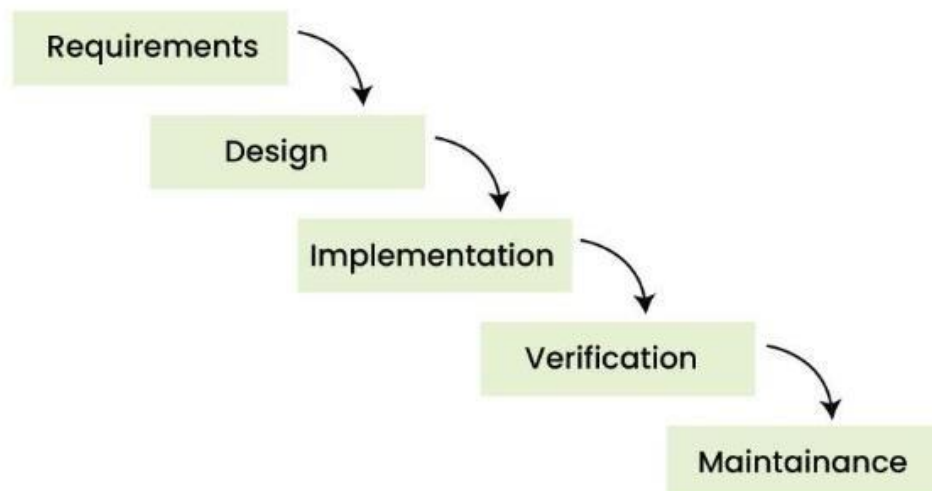 Requirements
Design
Implementation
Verification
Maintainance